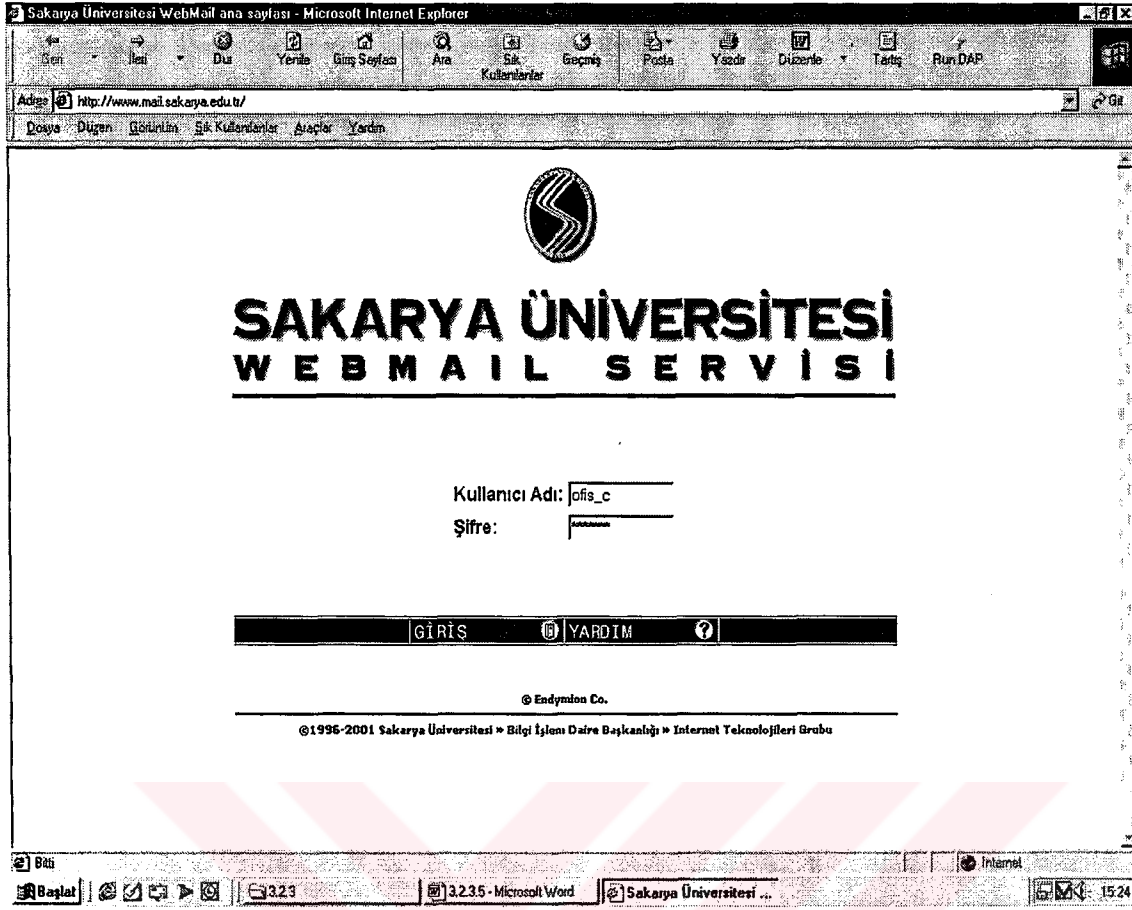 Sakarya Üniversitesi WebMail ana sayfası - Microsoft Internet Explorer
Geri İleri Dur Yenile Giriş Sayfası Ara Sık Kullanılanlar Geçmiş Posta Yazdır Düzenle Tartış Run DAP
Adres http://www.mail.sakarya.edu.tr/ Git
Dosya Düzen Görünüm Sık Kullanılanlar Araçlar Yardım
SAKARYA ÜNİVERSİTESİ
WEBMAIL SERVİSİ
Kullanıcı Adı: ofis_c
Şifre: *******
GİRİŞ YARDIM ?
© Endymion Co.
©1996-2001 Sakarya Üniversitesi » Bilgi İşlem Daire Başkanlığı » Internet Teknolojileri Grubu
Bitti Internet
Başlat 3.2.3 3.2.3.5 - Microsoft Word Sakarya Üniversitesi ... 15:24